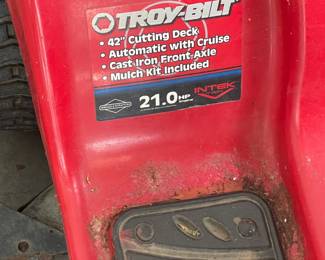 TROY-BILT
• 42" Cutting Deck
• Automatic with Cruise
• Cast Iron Front Axle
• Mulch Kit Included
21.0 HP
INTEK